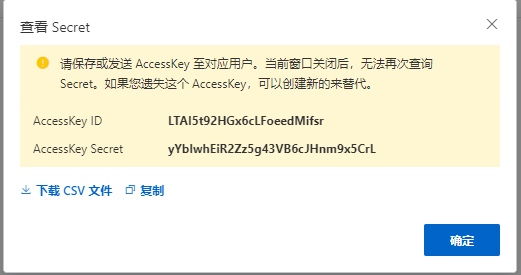 查看 Secret
请保存或发送 AccessKey 至对应用户。当前窗口关闭后，无法再次查询
Secret。如果您遗失这个 AccessKey，可以创建新的来替代。
AccessKey ID LTAI5t92HGx6cLFoeedMifsr
AccessKey Secret yYblwhEiR2Zz5g43VB6cJHnm9x5CrL
下载 CSV 文件 复制
确定